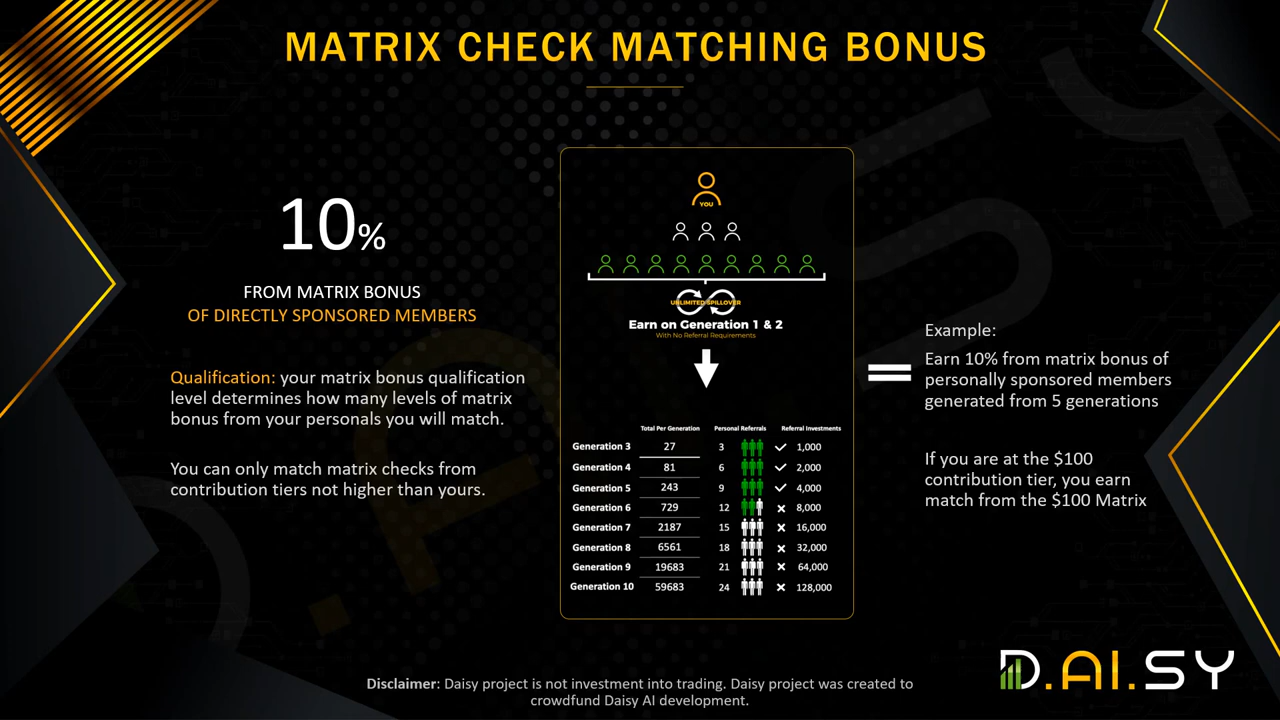 MATRIX CHECK MATCHING BONUS
10%
FROM MATRIX BONUS
OF DIRECTLY SPONSORED MEMBERS
Qualification: your matrix bonus qualification
level determines how many levels of matrix
bonus from your personals you will match.
You can only match matrix checks from
contribution tiers not higher than yours.
YOU
UNLIMITED SPILLOVER
Earn on Generation 1 & 2
With No Referral Requirements
Total Per Generation Personal Referrals Referral Investments
Generation 3 27 3 1,000
Generation 4 81 6 2,000
Generation 5 243 9 4,000
Generation 6 729 12 8,000
Generation 7 2187 15 16,000
Generation 8 6561 18 32,000
Generation 9 19683 21 64,000
Generation 10 59683 24 128,000
Example:
Earn 10% from matrix bonus of
personally sponsored members
generated from 5 generations
If you are at the $100
contribution tier, you earn
match from the $100 Matrix
Disclaimer: Daisy project is not investment into trading. Daisy project was created to
crowdfund Daisy AI development.
D.AI.SY